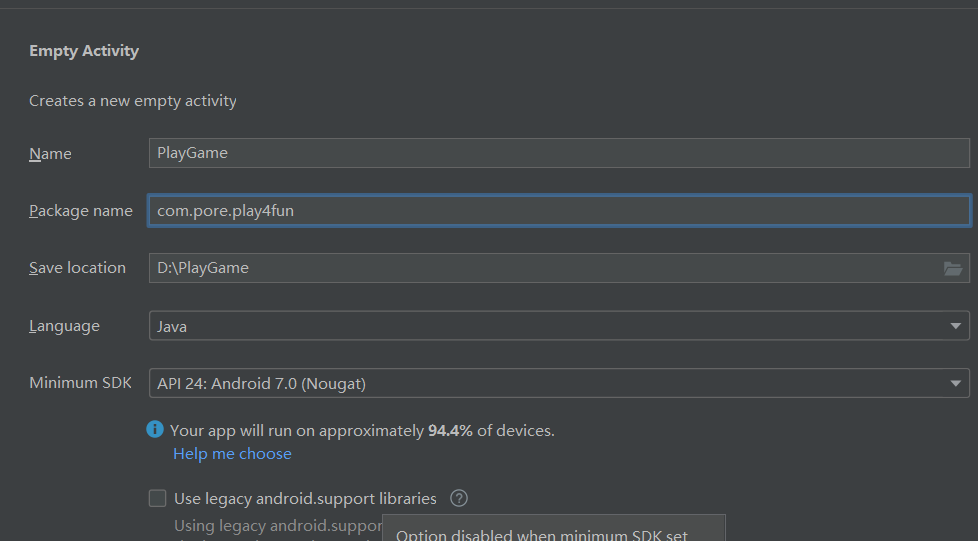 Empty Activity
Creates a new empty activity
Name PlayGame
Package name com.pore.play4fun
Save location D:\PlayGame
Language Java
Minimum SDK API 24: Android 7.0 (Nougat)
Your app will run on approximately 94.4% of devices.
Help me choose
Use legacy android.support libraries ?
Using legacy android.suppor
Option disabled when minimum SDK set